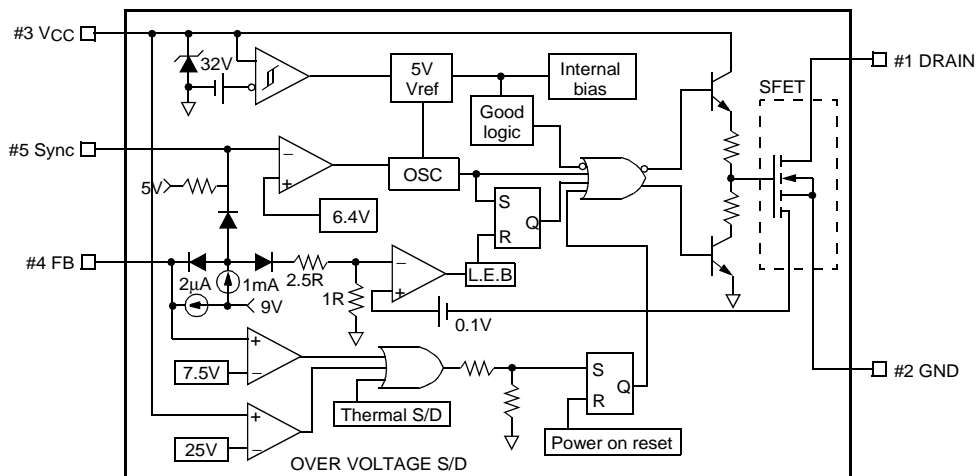 #3 VCC
32V
5V
Vref
Internal
bias
Good
logic
SFET
#1 DRAIN
#5 Sync
5V
6.4V
OSC
S
R
Q
#4 FB
2μA
1mA
9V
2.5R
1R
L.E.B
0.1V
7.5V
25V
Thermal S/D
S
R
Q
Power on reset
#2 GND
OVER VOLTAGE S/D